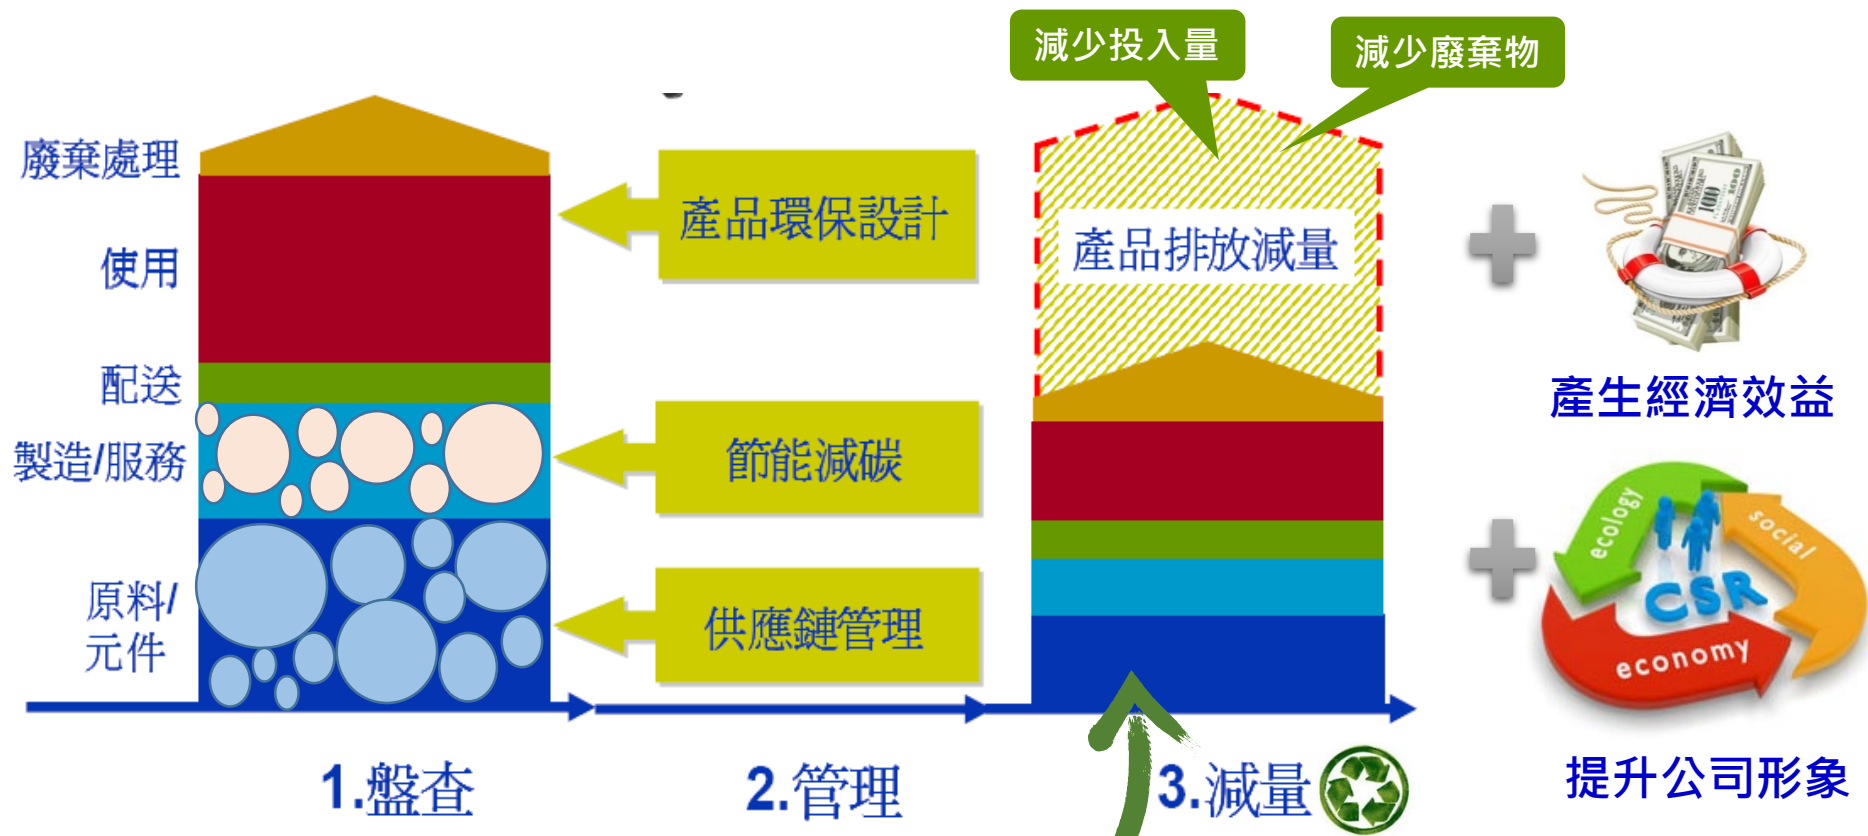 減少投入量
減少廢棄物
廢棄處理
使用
配送
製造/服務
原料/
元件
產品環保設計
節能減碳
供應鏈管理
產品排放減量
100
產生經濟效益
ecology
social
CSR
economy
提升公司形象
1.盤查
2.管理
3.減量